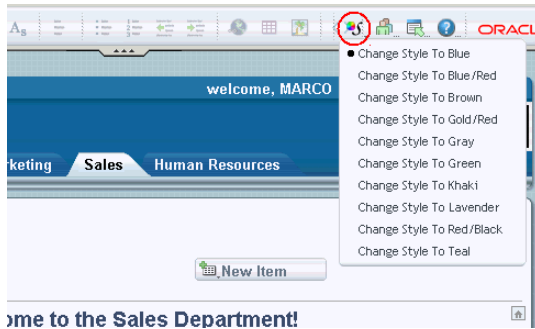 ORACL
Change Style To Blue
Change Style To Blue/Red
Change Style To Brown
Change Style To Gold/Red
Change Style To Gray
Change Style To Green
Change Style To Khaki
Change Style To Lavender
Change Style To Red/Black
Change Style To Teal
welcome, MARCO
rketing Sales Human Resources
New Item
ome to the Sales Department!